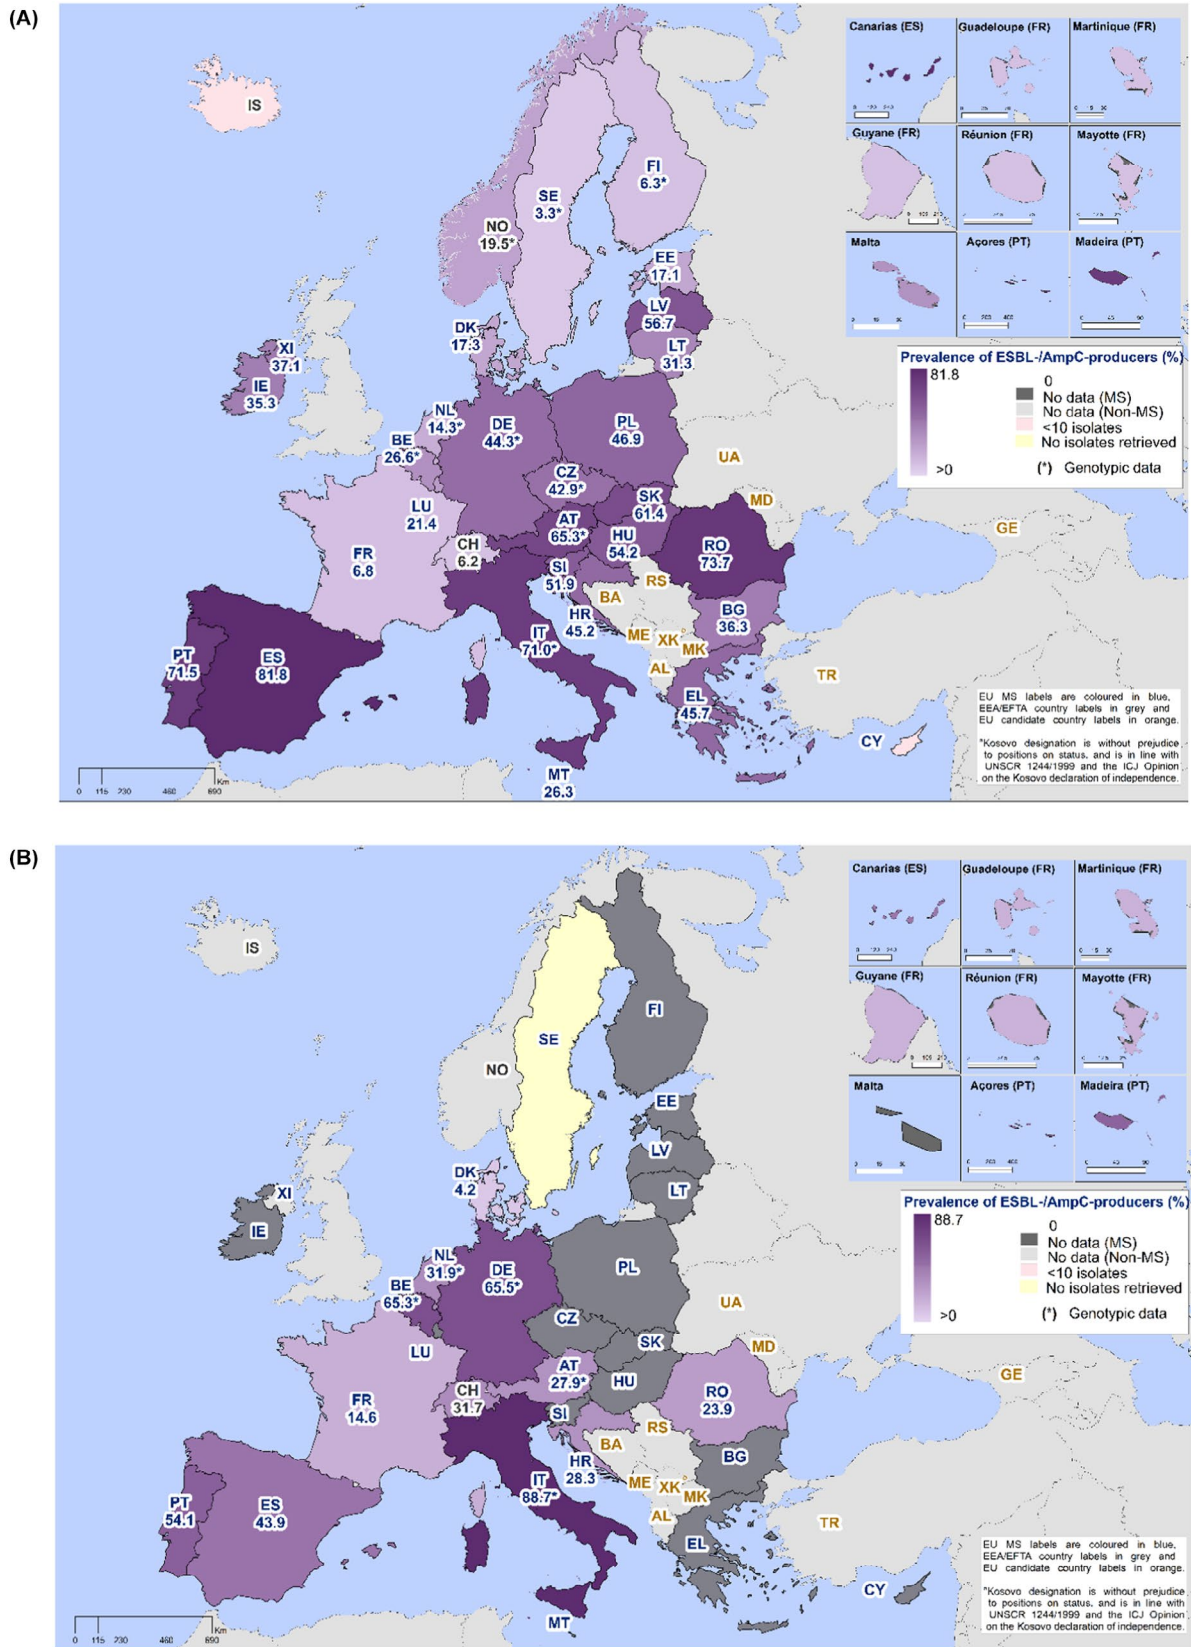 (A)
Canarias (ES)
Guadeloupe (FR)
Martinique (FR)
Guyane (FR)
Réunion (FR)
Mayotte (FR)
Malta
Açores (PT)
Madeira (PT)
IS
FI
6.3*
SE
3.3*
NO
19.5*
EE
17.1
LV
56.7
DK
17.3
LT
31.3
XI
37.1
IE
35.3
NL
14.3*
DE
44.3*
PL
46.9
BE
26.6*
CZ
42.9*
UA
SK
61.4
MD
LU
21.4
AT
65.3*
GE
HU
54.2
RO
73.7
CH
6.2
FR
6.8
SI
51.9
RS
BA
BG
36.3
HR
45.2
IT
71.0*
ME
XK°
MK
PT
71.5
ES
81.8
AL
TR
EL
45.7
CY
MT
26.3
Prevalence of ESBL-/AmpC-producers (%)
81.8
>0
0
No data (MS)
No data (Non-MS)
<10 isolates
No isolates retrieved
(*) Genotypic data
EU MS labels are coloured in blue,
EEA/EFTA country labels in grey and
EU candidate country labels in orange.
°Kosovo designation is without prejudice
to positions on status, and is in line with
UNSCR 1244/1999 and the ICJ Opinion
on the Kosovo declaration of independence.
Km
0 115 230 460 690
(B)
Canarias (ES)
Guadeloupe (FR)
Martinique (FR)
Guyane (FR)
Réunion (FR)
Mayotte (FR)
Malta
Açores (PT)
Madeira (PT)
IS
FI
SE
NO
EE
LV
DK
4.2
LT
XI
IE
NL
31.9*
DE
65.5*
PL
BE
65.3*
CZ
UA
SK
MD
LU
AT
27.9*
HU
GE
CH
31.7
RO
23.9
FR
14.6
SI
RS
BA
BG
HR
28.3
IT
88.7*
ME
XK°
MK
PT
54.1
ES
43.9
AL
TR
EL
CY
MT
Prevalence of ESBL-/AmpC-producers (%)
88.7
>0
0
No data (MS)
No data (Non-MS)
<10 isolates
No isolates retrieved
(*) Genotypic data
EU MS labels are coloured in blue,
EEA/EFTA country labels in grey and
EU candidate country labels in orange.
°Kosovo designation is without prejudice
to positions on status, and is in line with
UNSCR 1244/1999 and the ICJ Opinion
on the Kosovo declaration of independence.
Km
0 115 230 460 690